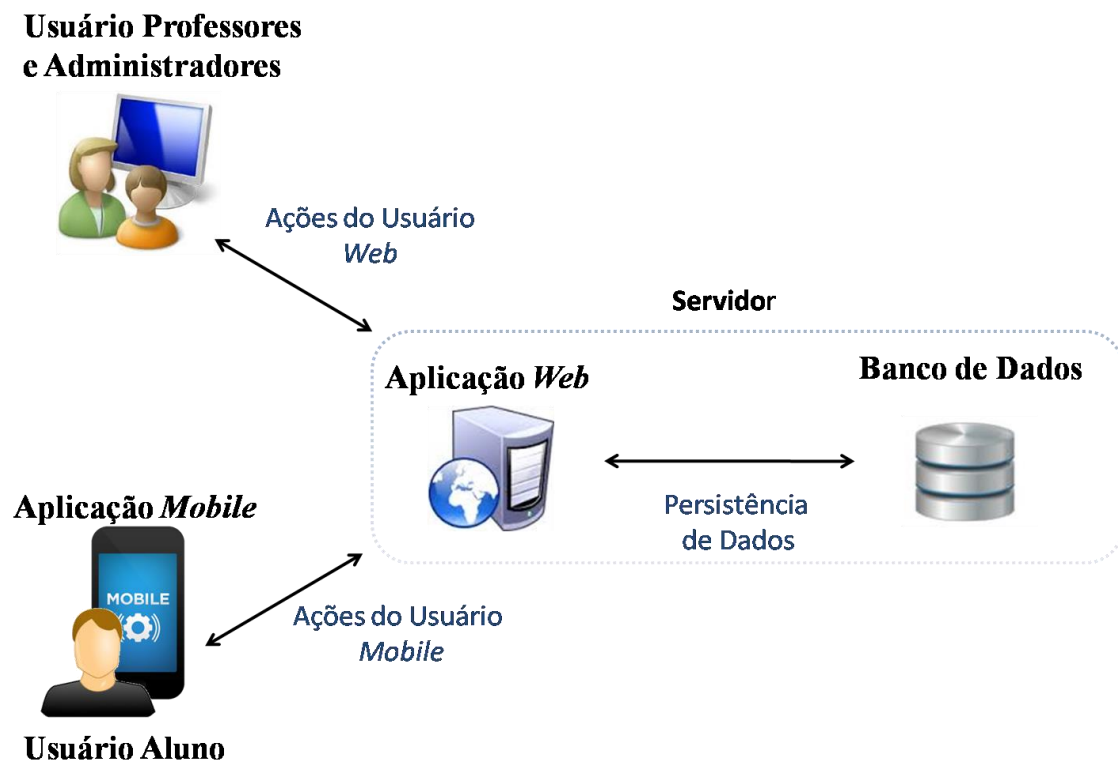 Usuário Professores
e Administradores
Ações do Usuário
Web
Servidor
Aplicação Web
Banco de Dados
Persistência
de Dados
Aplicação Mobile
MOBILE
Ações do Usuário
Mobile
Usuário Aluno